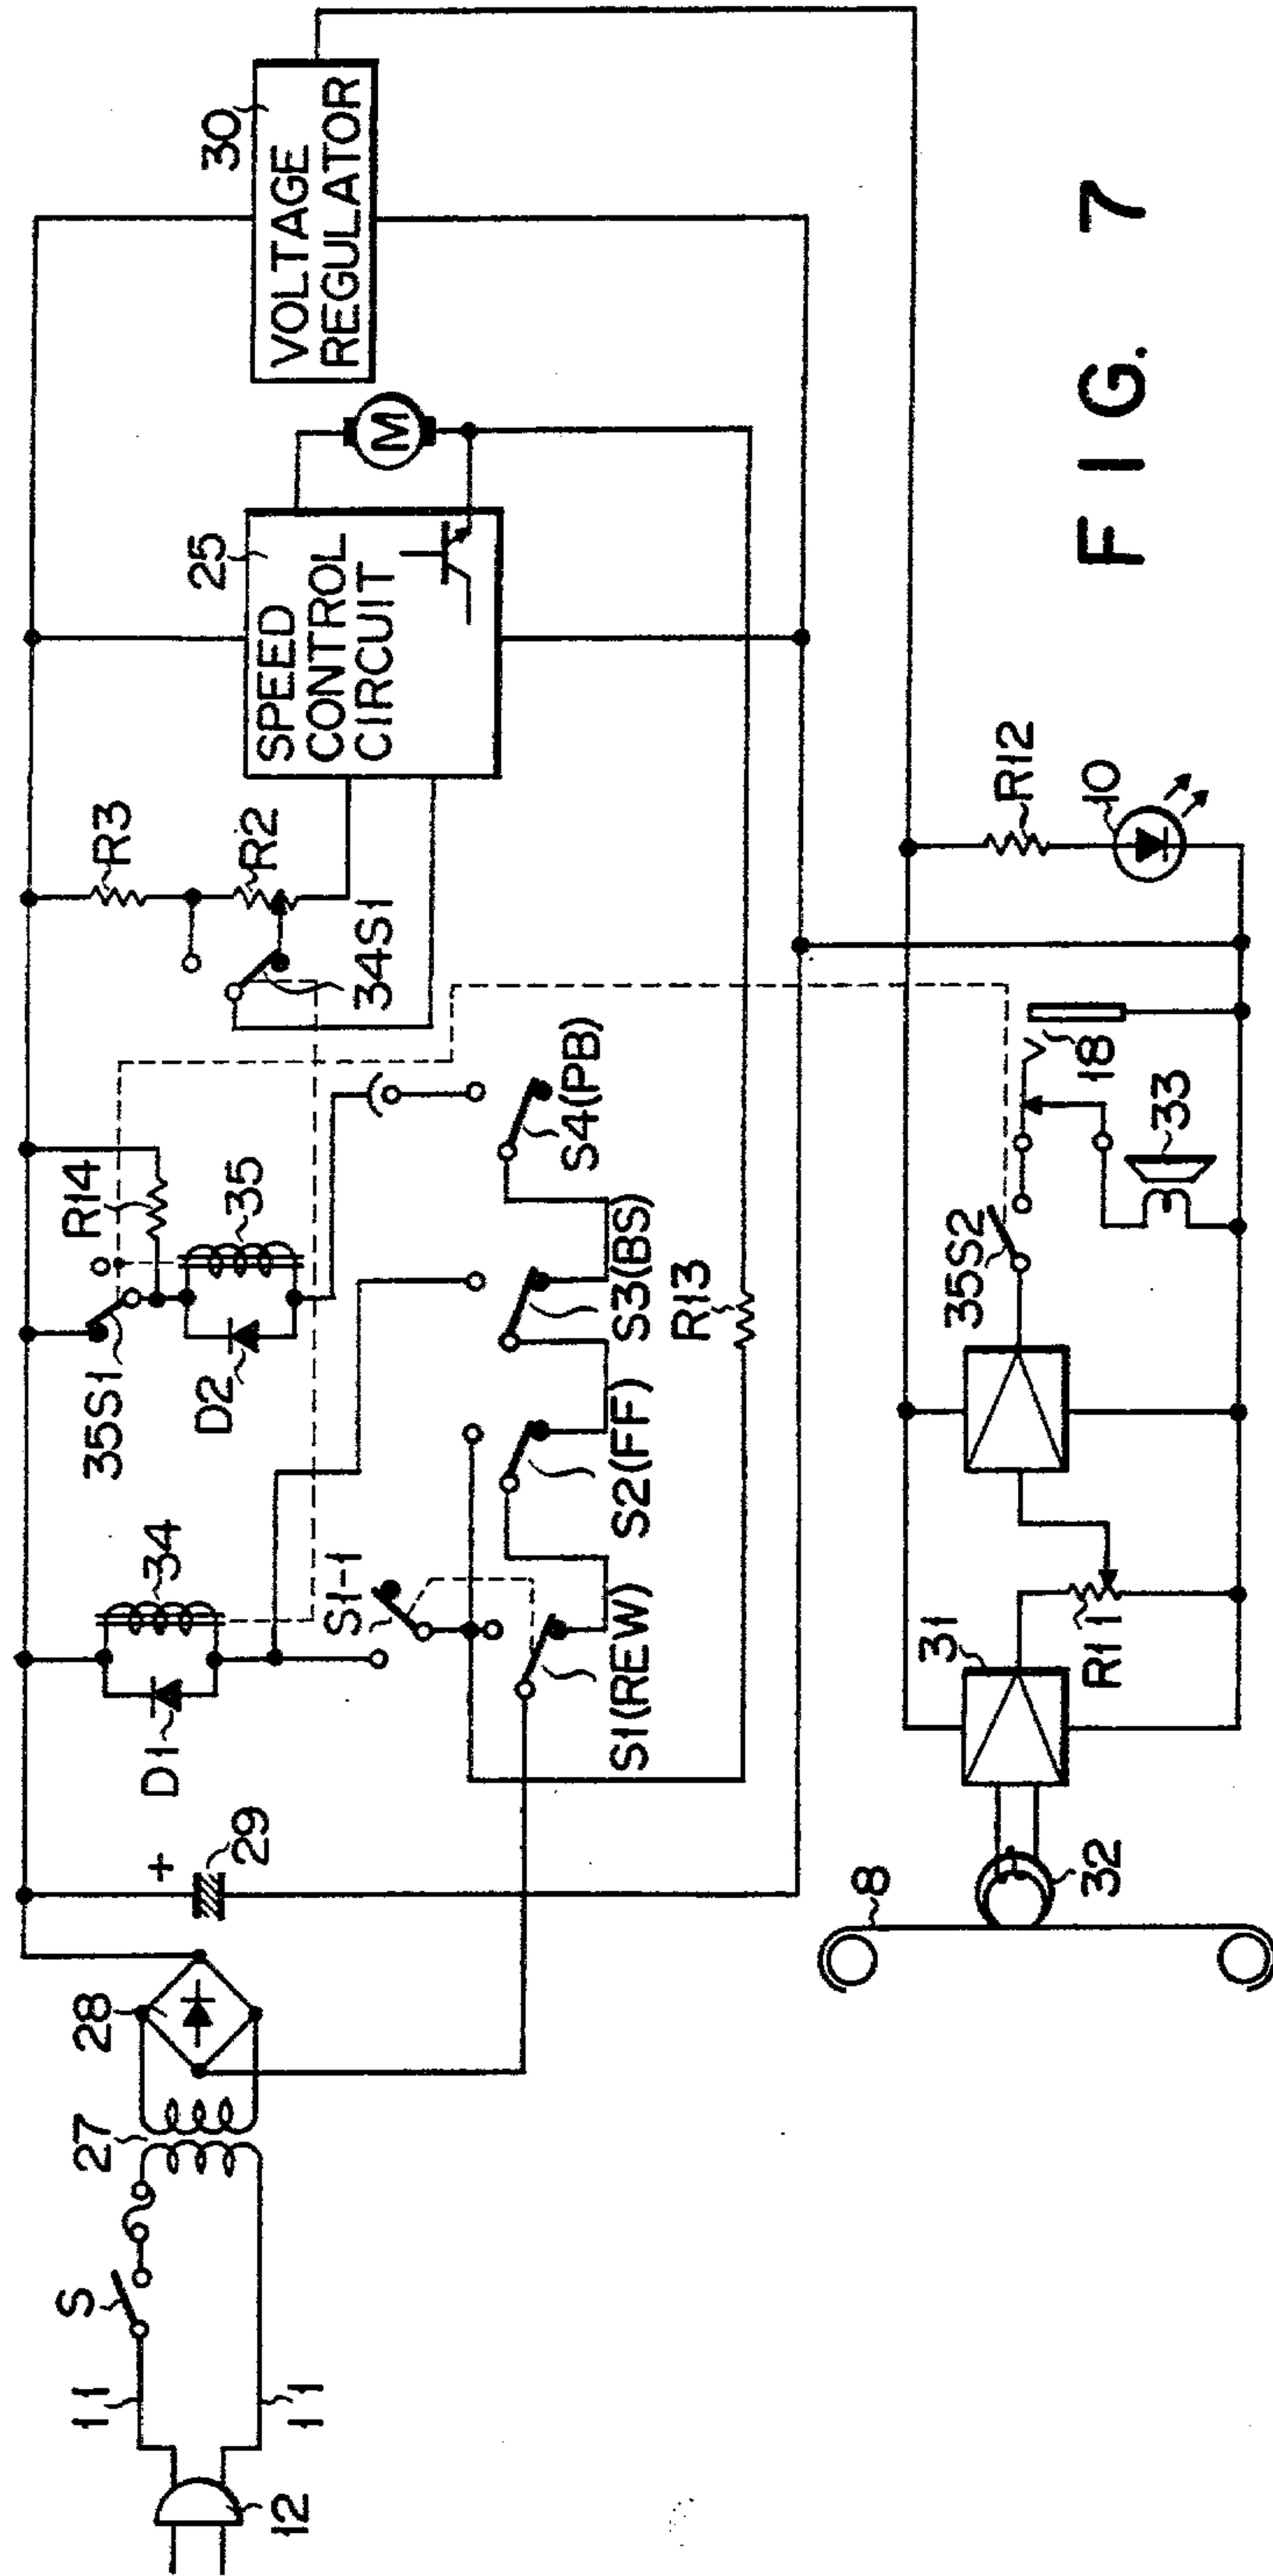 12
11
11
S
27
28
+
29
D1
34
35S1
D2
R14
35
S1-1
S1(REW)
S2(FF)
S3(BS)
S4(PB)
R13
R3
R2
34S1
25
SPEED
CONTROL
CIRCUIT
M
30
VOLTAGE
REGULATOR
8
32
31
R11
35S2
18
33
R12
10
FIG. 7